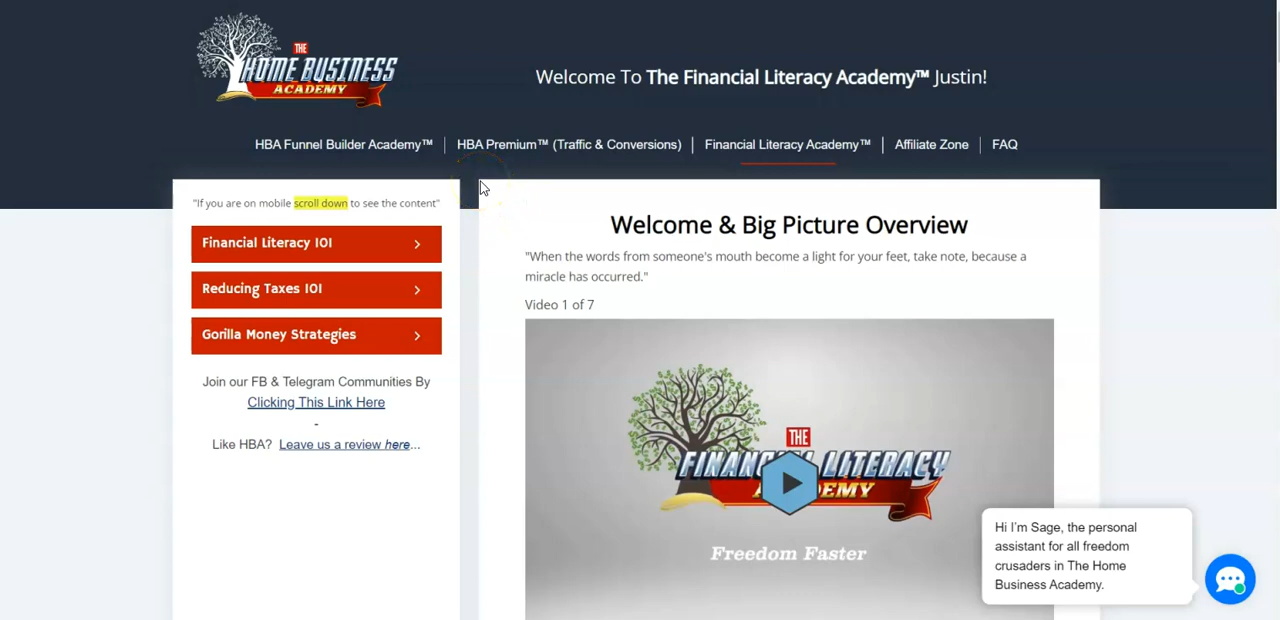 THE
HOME BUSINESS
ACADEMY
Welcome To The Financial Literacy Academy™ Justin!
HBA Funnel Builder Academy™
HBA Premium™ (Traffic & Conversions)
Financial Literacy Academy™
Affiliate Zone
FAQ
"If you are on mobile scroll down to see the content"
Financial Literacy 101
Reducing Taxes 101
Gorilla Money Strategies
Join our FB & Telegram Communities By
Clicking This Link Here
-
Like HBA? Leave us a review here...
Welcome & Big Picture Overview
"When the words from someone's mouth become a light for your feet, take note, because a
miracle has occurred."
Video 1 of 7
THE
FINANCIAL LITERACY
ACADEMY
Freedom Faster
Hi I'm Sage, the personal
assistant for all freedom
crusaders in The Home
Business Academy.